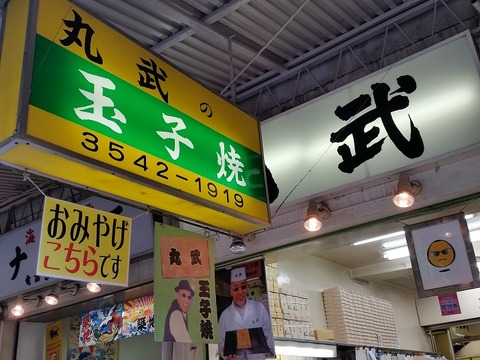 丸武の
玉子焼
3542-1919
武
おみやげ
こちらです
丸武
玉子焼